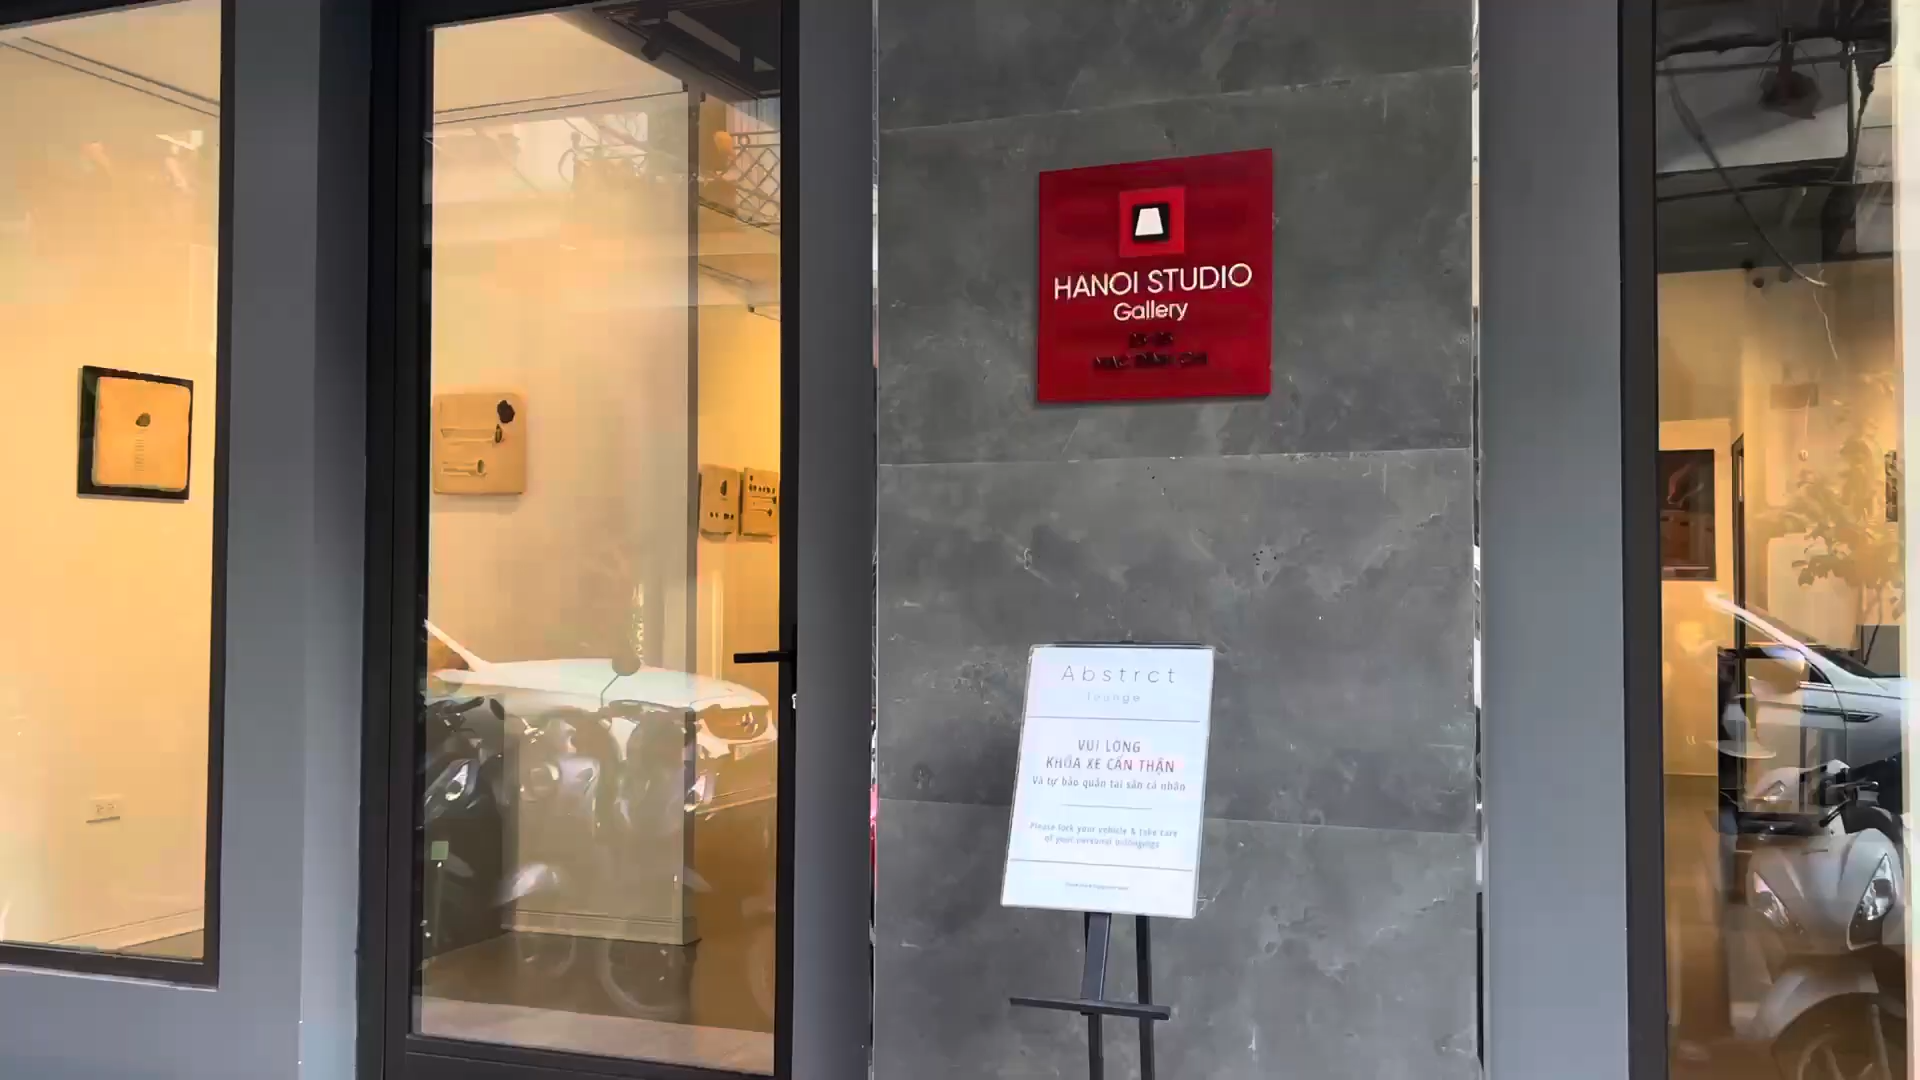 HANOI STUDIO
Gallery
Abstrct
lounge
VUI LÒNG
KHÓA XE CẨN THẬN
Và tự bảo quản tài sản cá nhân
Please lock your vehicle & take care
of your personal